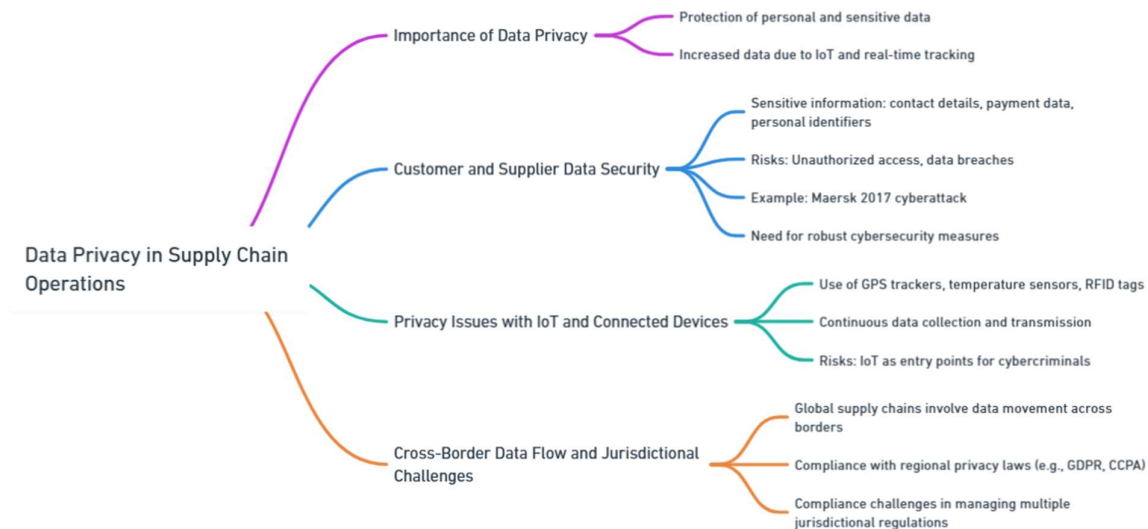 Data Privacy in Supply Chain
Operations
Importance of Data Privacy
Protection of personal and sensitive data
Increased data due to IoT and real-time tracking
Customer and Supplier Data Security
Sensitive information: contact details, payment data,
personal identifiers
Risks: Unauthorized access, data breaches
Example: Maersk 2017 cyberattack
Need for robust cybersecurity measures
Privacy Issues with IoT and Connected Devices
Use of GPS trackers, temperature sensors, RFID tags
Continuous data collection and transmission
Risks: IoT as entry points for cybercriminals
Cross-Border Data Flow and Jurisdictional
Challenges
Global supply chains involve data movement across
borders
Compliance with regional privacy laws (e.g., GDPR, CCPA)
Compliance challenges in managing multiple
jurisdictional regulations